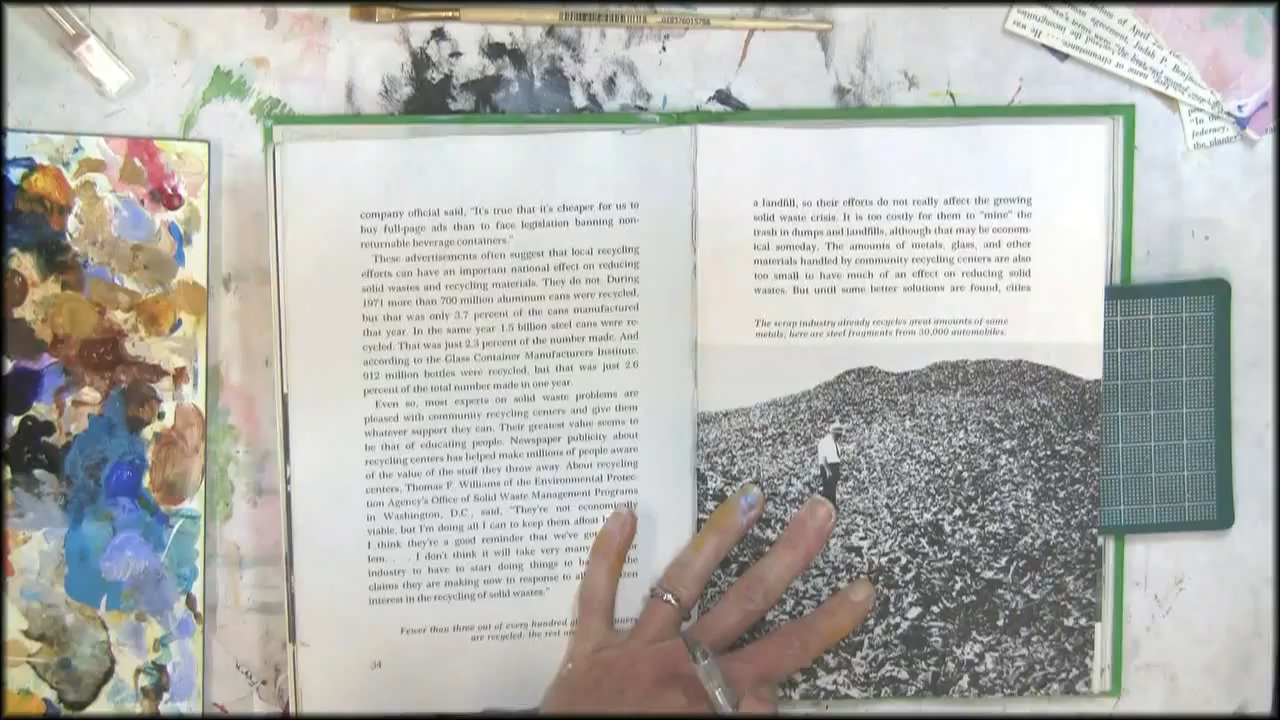 018376015756
company official said, "It's true that it's cheaper for us to
buy full-page ads than to face legislation banning non-
returnable beverage containers."
These advertisements often suggest that local recycling
efforts can have an important national effect on reducing
solid wastes and recycling materials. They do not. During
1971 more than 700 million aluminum cans were recycled,
but that was only 3.7 percent of the cans manufactured
that year. In the same year 1.5 billion steel cans were re-
cycled. That was just 2.3 percent of the number made. And
according to the Glass Container Manufacturers Institute,
912 million bottles were recycled, but that was just 2.6
percent of the total number made in one year.
Even so, most experts on solid waste problems are
pleased with community recycling centers and give them
whatever support they can. Their greatest value seems to
be that of educating people. Newspaper publicity about
recycling centers has helped make millions of people aware
of the value of the stuff they throw away. About recycling
centers, Thomas F. Williams of the Environmental Protec-
tion Agency's Office of Solid Waste Management Programs
in Washington, D.C., said, "They're not economically
viable, but I'm doing all I can to keep them afloat
I think they're a good reminder that we've
lem. . . . I don't think it will take very many
industry to have to start doing things to
claims they are making now in response to
interest in the recycling of solid wastes."
Fewer than three out of every hundred
are recycled; the rest
34
a landfill, so their efforts do not really affect the growing
solid waste crisis. It is too costly for them to "mine" the
trash in dumps and landfills, although that may be econom-
ical someday. The amounts of metals, glass, and other
materials handled by community recycling centers are also
too small to have much of an effect on reducing solid
wastes. But until some better solutions are found, cities
The scrap industry already recycles great amounts of some
metals; here are steel fragments from 30,000 automobiles.
of April
agreement, Judah P.
"In the
federacy,
the planter